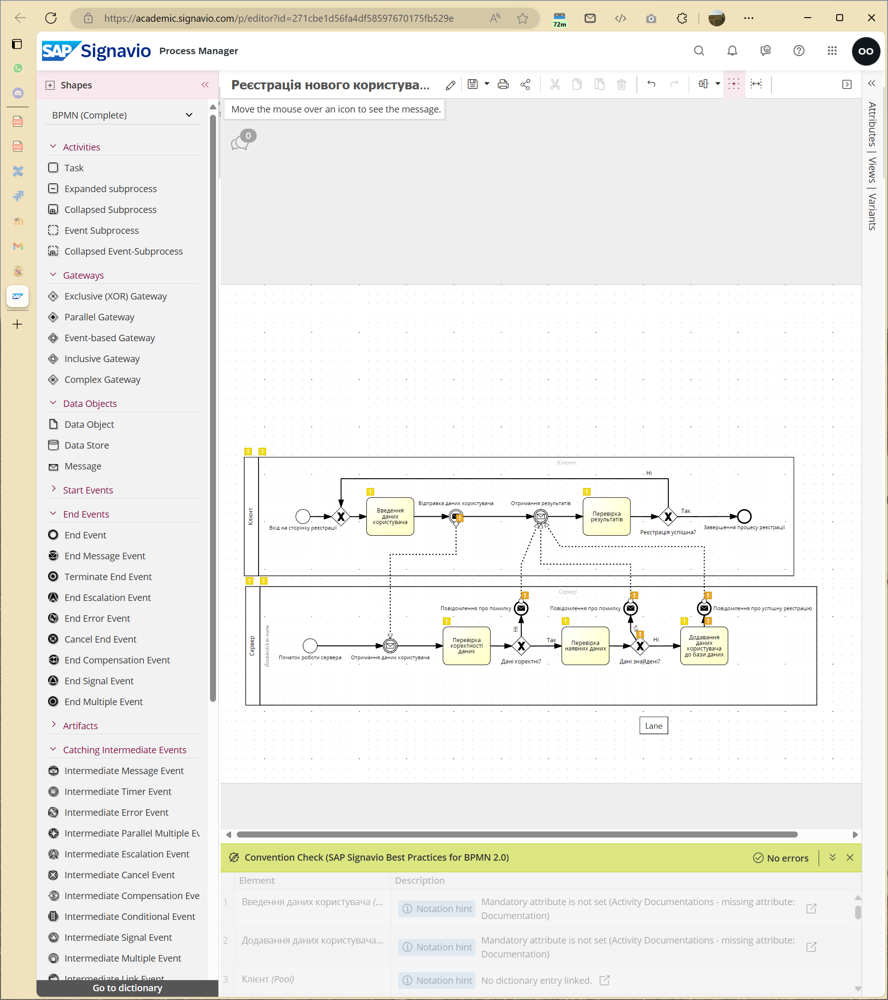 https://academic.signavio.com/p/editor?id=271cbe1d56fa4df58597670175fb529e
72m
SAP Signavio Process Manager
OO
Shapes
Реєстрація нового користува...
BPMN (Complete)
Move the mouse over an icon to see the message.
0
Attributes | Views | Variants
Activities
Task
Expanded subprocess
Collapsed Subprocess
Event Subprocess
Collapsed Event-Subprocess
Gateways
Exclusive (XOR) Gateway
Parallel Gateway
Event-based Gateway
Inclusive Gateway
Complex Gateway
Data Objects
Data Object
Data Store
Message
Start Events
End Events
End Event
End Message Event
Terminate End Event
End Escalation Event
End Error Event
Cancel End Event
End Compensation Event
End Signal Event
End Multiple Event
Artifacts
Catching Intermediate Events
Intermediate Message Event
Intermediate Timer Event
Intermediate Error Event
Intermediate Parallel Multiple Ev
Intermediate Escalation Event
Intermediate Cancel Event
Intermediate Compensation Eve
Intermediate Conditional Event
Intermediate Signal Event
Intermediate Multiple Event
Intermediate Link Event
Go to dictionary
PDF
PDF
SAP
Клієнт
Клієнт
Ні
Вхід на сторінку реєстрації
Введення
даних
користувача
Відправка даних користувача
Отримання результатів
Перевірка
результатів
Так
Реєстрація успішна?
Завершення процесу реєстрації
Сервер
Сервер
Doubleclick to name
Повідомлення про помилку
Повідомлення про помилку
Повідомлення про успішну реєстрацію
Початок роботи сервера
Отримання даних користувача
Перевірка
коректності
даних
Ні
Так
Дані коректні?
Перевірка
наявних даних
Так
Ні
Дані знайдені?
Додавання
даних
користувача
до бази даних
Lane
Convention Check (SAP Signavio Best Practices for BPMN 2.0)
No errors
Element Description
1 Введення даних користувача (... Notation hint Mandatory attribute is not set (Activity Documentations - missing attribute:
Documentation)
2 Додавання даних користувача... Notation hint Mandatory attribute is not set (Activity Documentations - missing attribute:
Documentation)
3 Клієнт (Pool) Notation hint No dictionary entry linked.